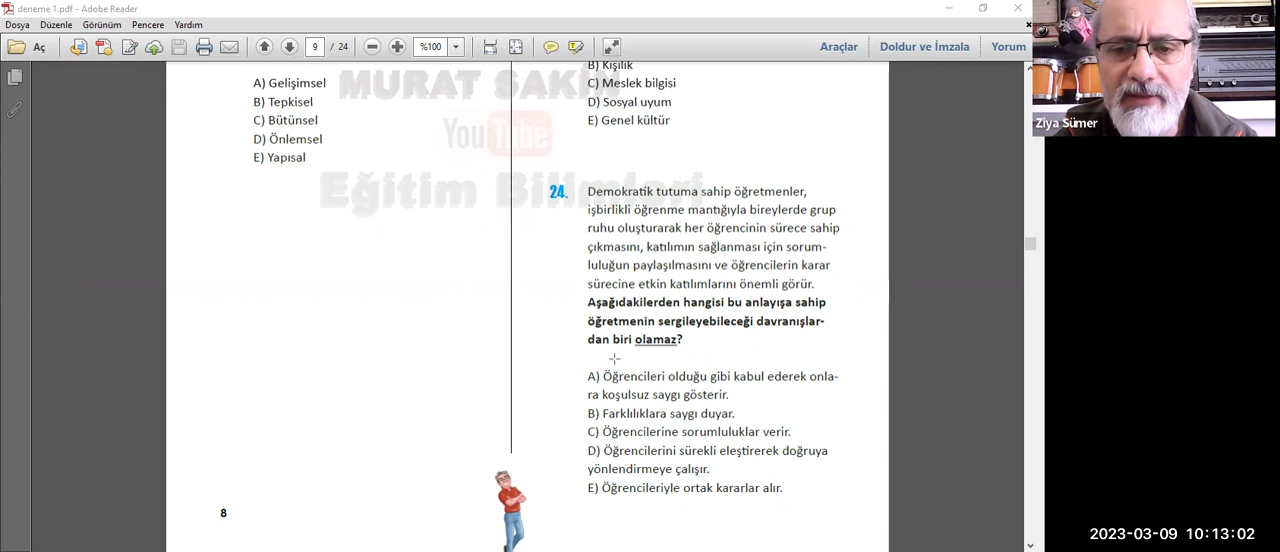 deneme 1.pdf - Adobe Reader
Dosya Düzenle Görünüm Pencere Yardım
Aç
9 / 24
%100
Araçlar
Doldur ve İmzala
Yorum
Ziya Sümer
MURAT SAKİN
YouTube
Eğitim Bilimleri
A) Gelişimsel
B) Tepkisel
C) Bütünsel
D) Önlemsel
E) Yapısal
B) Kişilik
C) Meslek bilgisi
D) Sosyal uyum
E) Genel kültür
24. Demokratik tutuma sahip öğretmenler,
işbirlikli öğrenme mantığıyla bireylerde grup
ruhu oluşturarak her öğrencinin sürece sahip
çıkmasını, katılımın sağlanması için sorum-
luluğun paylaşılmasını ve öğrencilerin karar
sürecine etkin katılımlarını önemli görür.
Aşağıdakilerden hangisi bu anlayışa sahip
öğretmenin sergileyebileceği davranışlar-
dan biri olamaz?
A) Öğrencileri olduğu gibi kabul ederek onla-
ra koşulsuz saygı gösterir.
B) Farklılıklara saygı duyar.
C) Öğrencilerine sorumluluklar verir.
D) Öğrencilerini sürekli eleştirerek doğruya
yönlendirmeye çalışır.
E) Öğrencileriyle ortak kararlar alır.
8
2023-03-09 10:13:02